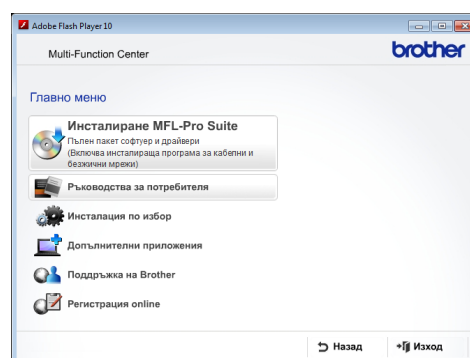 Adobe Flash Player 10
Multi-Function Center
brother
Главно меню
Инсталиране MFL-Pro Suite
Пълен пакет софтуер и драйвери
(Включва инсталираща програма за кабелни и
безжични мрежи)
Ръководства за потребителя
Инсталация по избор
Допълнителни приложения
Поддръжка на Brother
Регистрация online
Назад
Изход